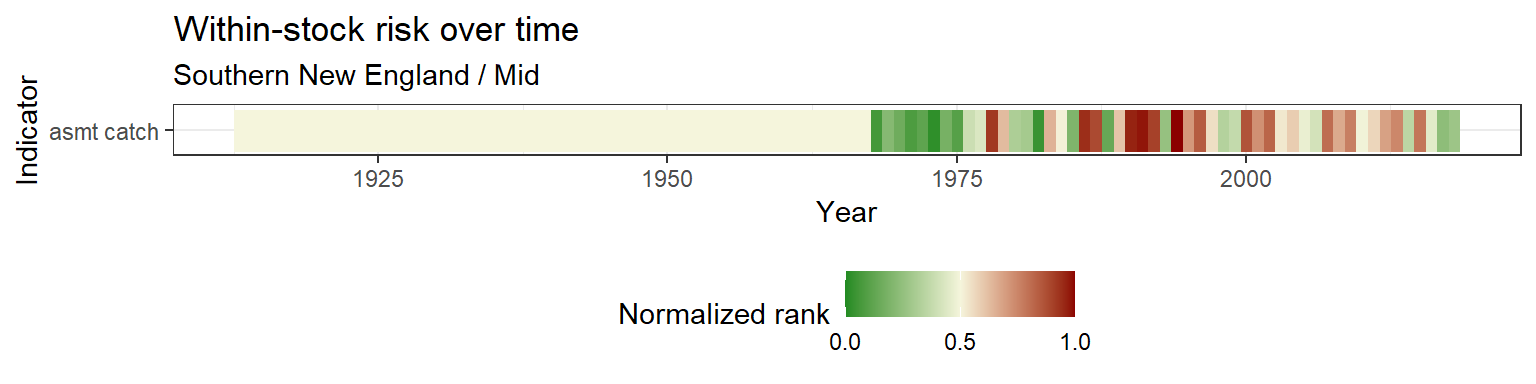 Within-stock risk over time
Southern New England / Mid
Indicator
asmt catch
1925 1950 1975 2000
Year
Normalized rank
0.0 0.5 1.0